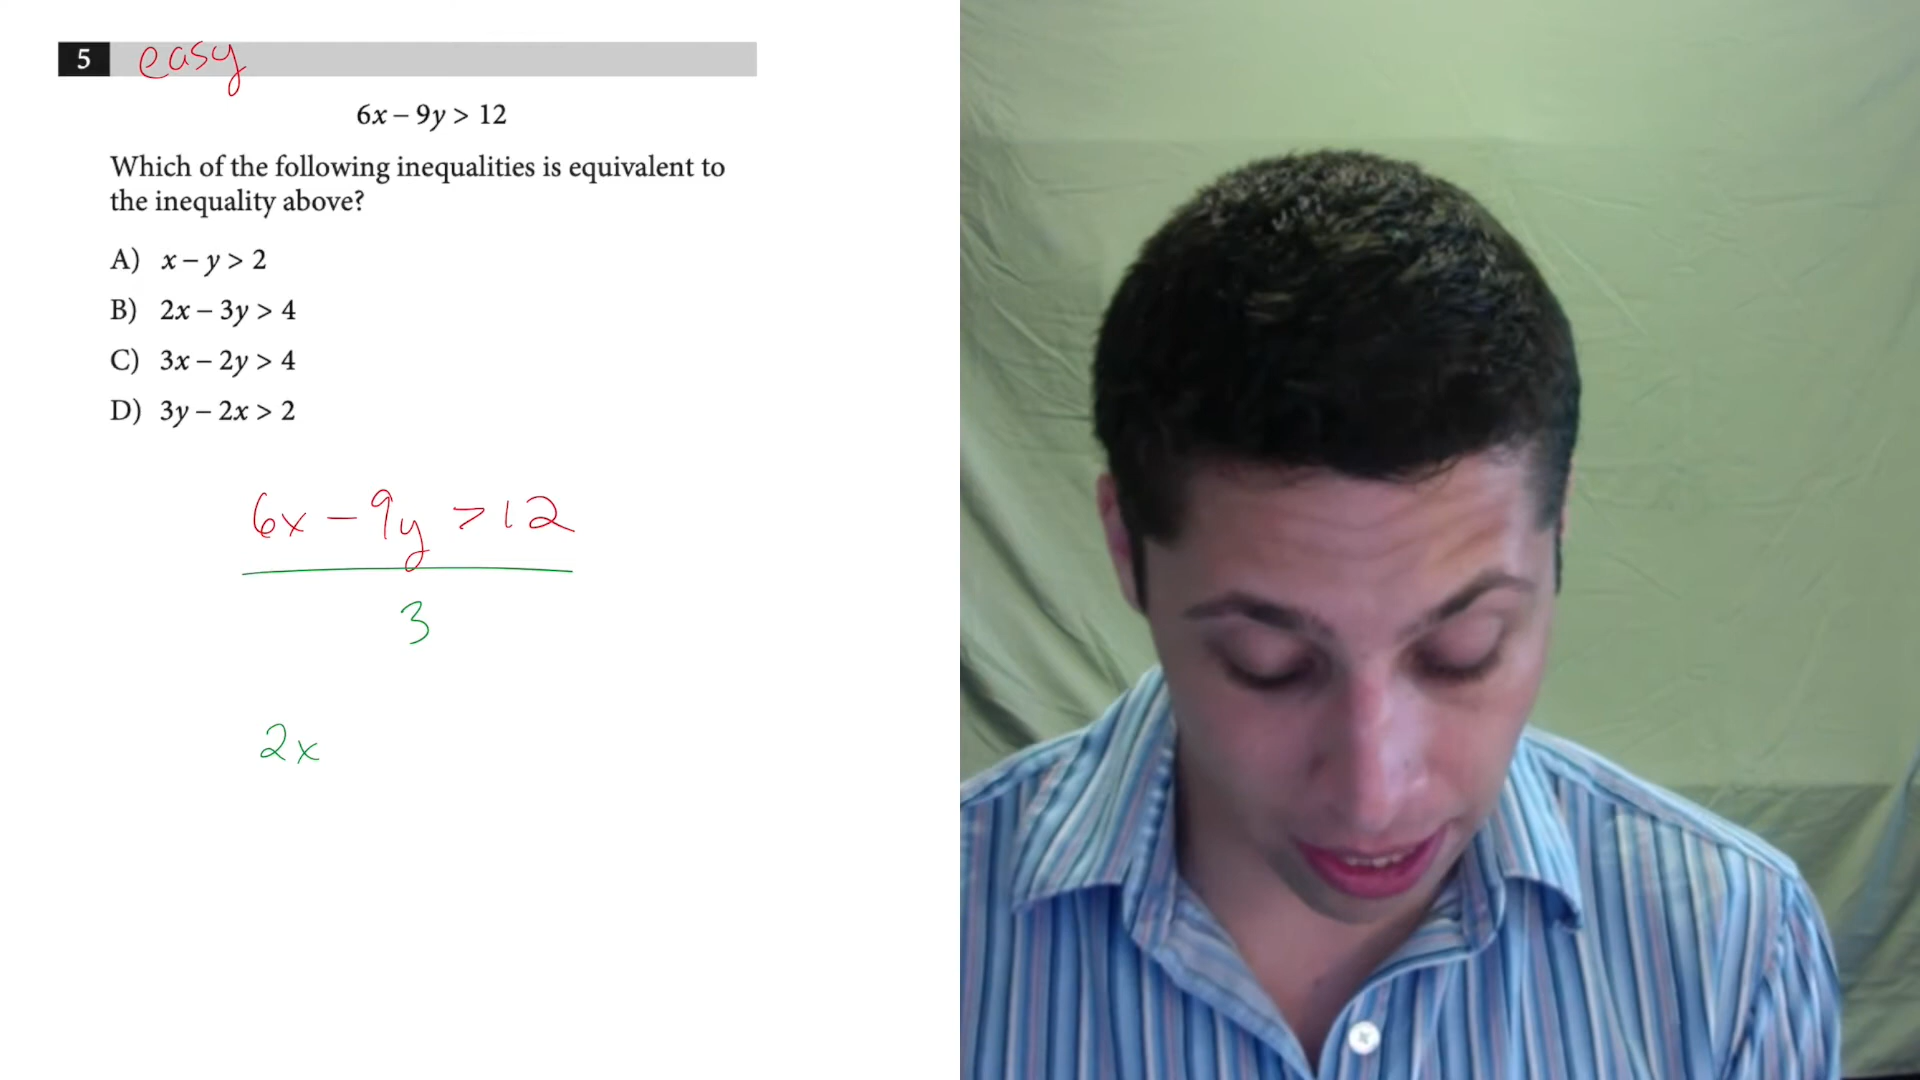 5 easy
6x – 9y > 12
Which of the following inequalities is equivalent to
the inequality above?
A) x – y > 2
B) 2x – 3y > 4
C) 3x – 2y > 4
D) 3y – 2x > 2
6x – 9y > 12
3
2x